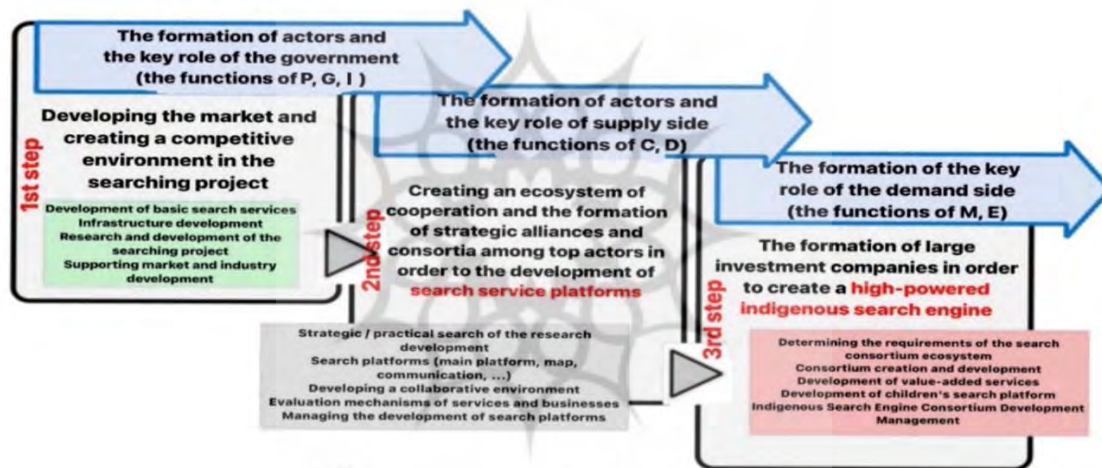 The formation of actors and
the key role of the government
(the functions of P, G, I )
1st step
Developing the market and
creating a competitive
environment in the
searching project
Development of basic search services
Infrastructure development
Research and development of the
searching project
Supporting market and industry
development
The formation of actors and
the key role of supply side
(the functions of C, D)
2nd step
Creating an ecosystem of
cooperation and the formation
of strategic alliances and
consortia among top actors in
order to the development of
search service platforms
Strategic / practical search of the research
development
Search platforms (main platform, map,
communication, ...)
Developing a collaborative environment
Evaluation mechanisms of services and businesses
Managing the development of search platforms
The formation of the key
role of the demand side
(the functions of M, E)
3rd step
The formation of large
investment companies in order
to create a high-powered
indigenous search engine
Determining the requirements of the search
consortium ecosystem
Consortium creation and development
Development of value-added services
Development of children's search platform
Indigenous Search Engine Consortium Development
Management